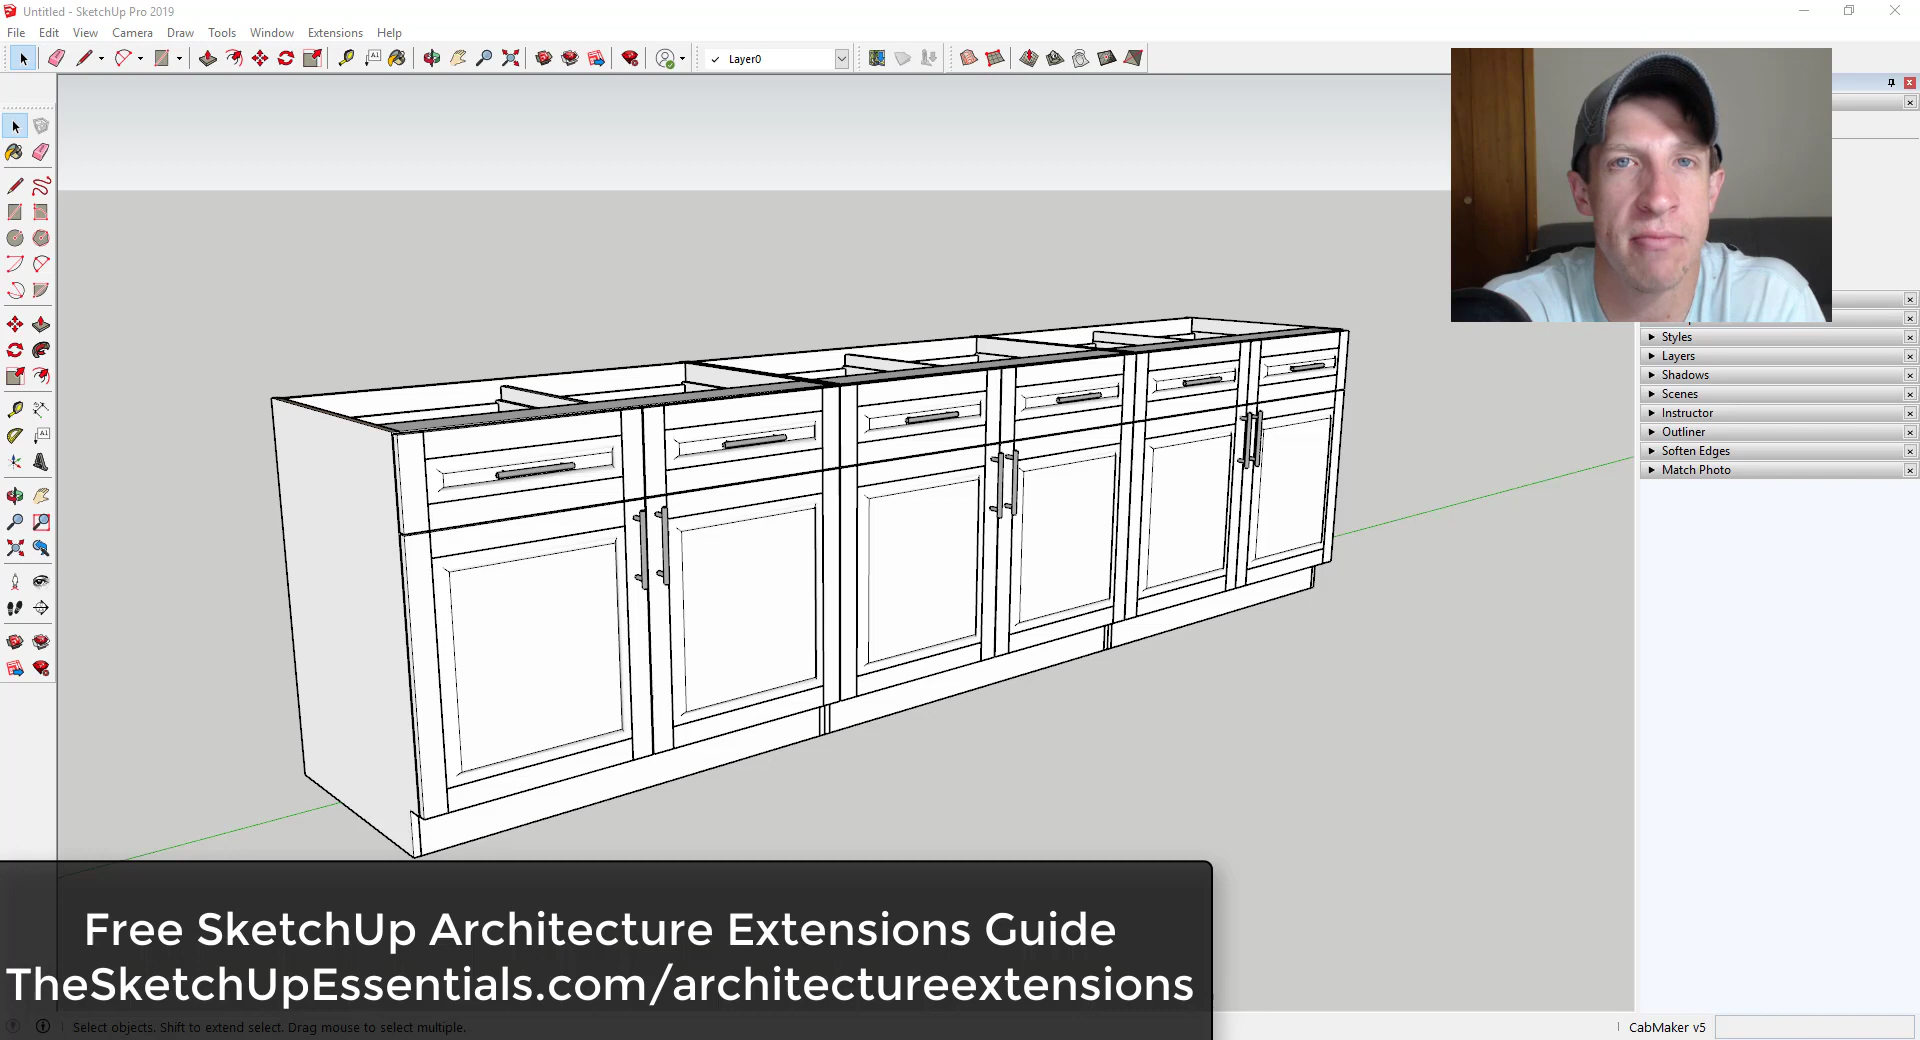 Untitled - SketchUp Pro 2019
File Edit View Camera Draw Tools Window Extensions Help
Layer0
Styles
Layers
Shadows
Scenes
Instructor
Outliner
Soften Edges
Match Photo
Free SketchUp Architecture Extensions Guide
TheSketchUpEssentials.com/architectureextensions
Select objects. Shift to extend select. Drag mouse to select multiple.
CabMaker v5